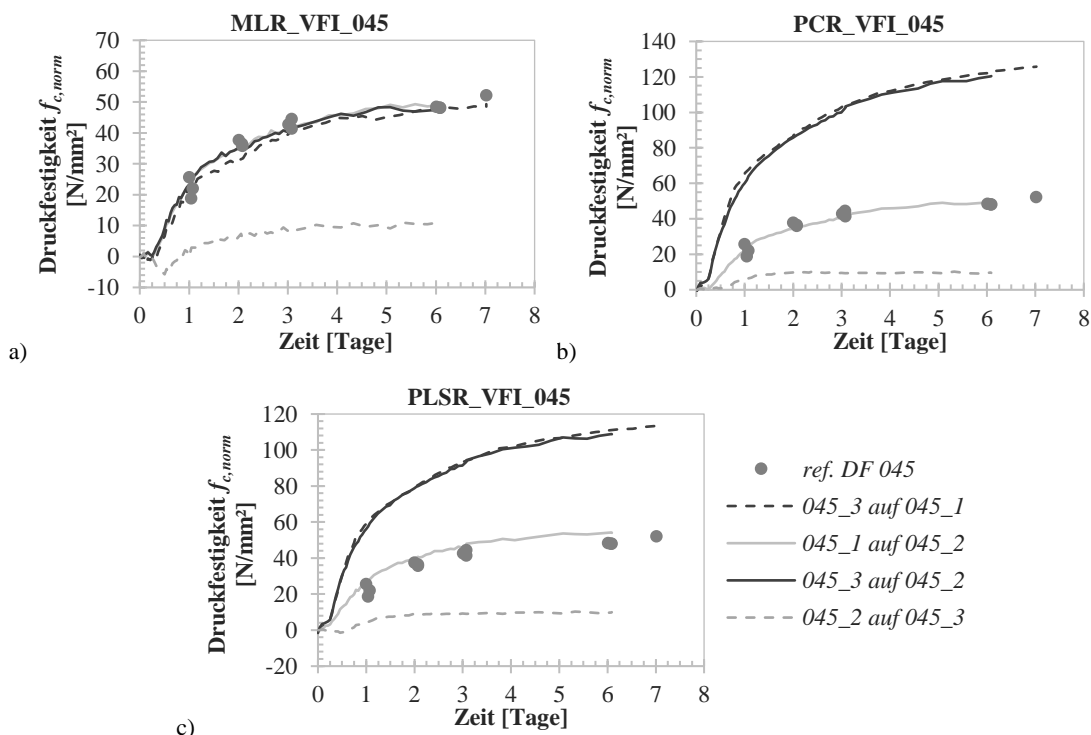 MLR_VFI_045
Druckfestigkeit fc,norm
[N/mm²]
70
60
50
40
30
20
10
0
-10
0 1 2 3 4 5 6 7 8
Zeit [Tage]
a)
PCR_VFI_045
Druckfestigkeit fc,norm
[N/mm²]
140
120
100
80
60
40
20
0
0 1 2 3 4 5 6 7 8
Zeit [Tage]
b)
PLSR_VFI_045
Druckfestigkeit fc,norm
[N/mm²]
120
100
80
60
40
20
0
-20
0 1 2 3 4 5 6 7 8
Zeit [Tage]
c)
ref. DF 045
045_3 auf 045_1
045_1 auf 045_2
045_3 auf 045_2
045_2 auf 045_3